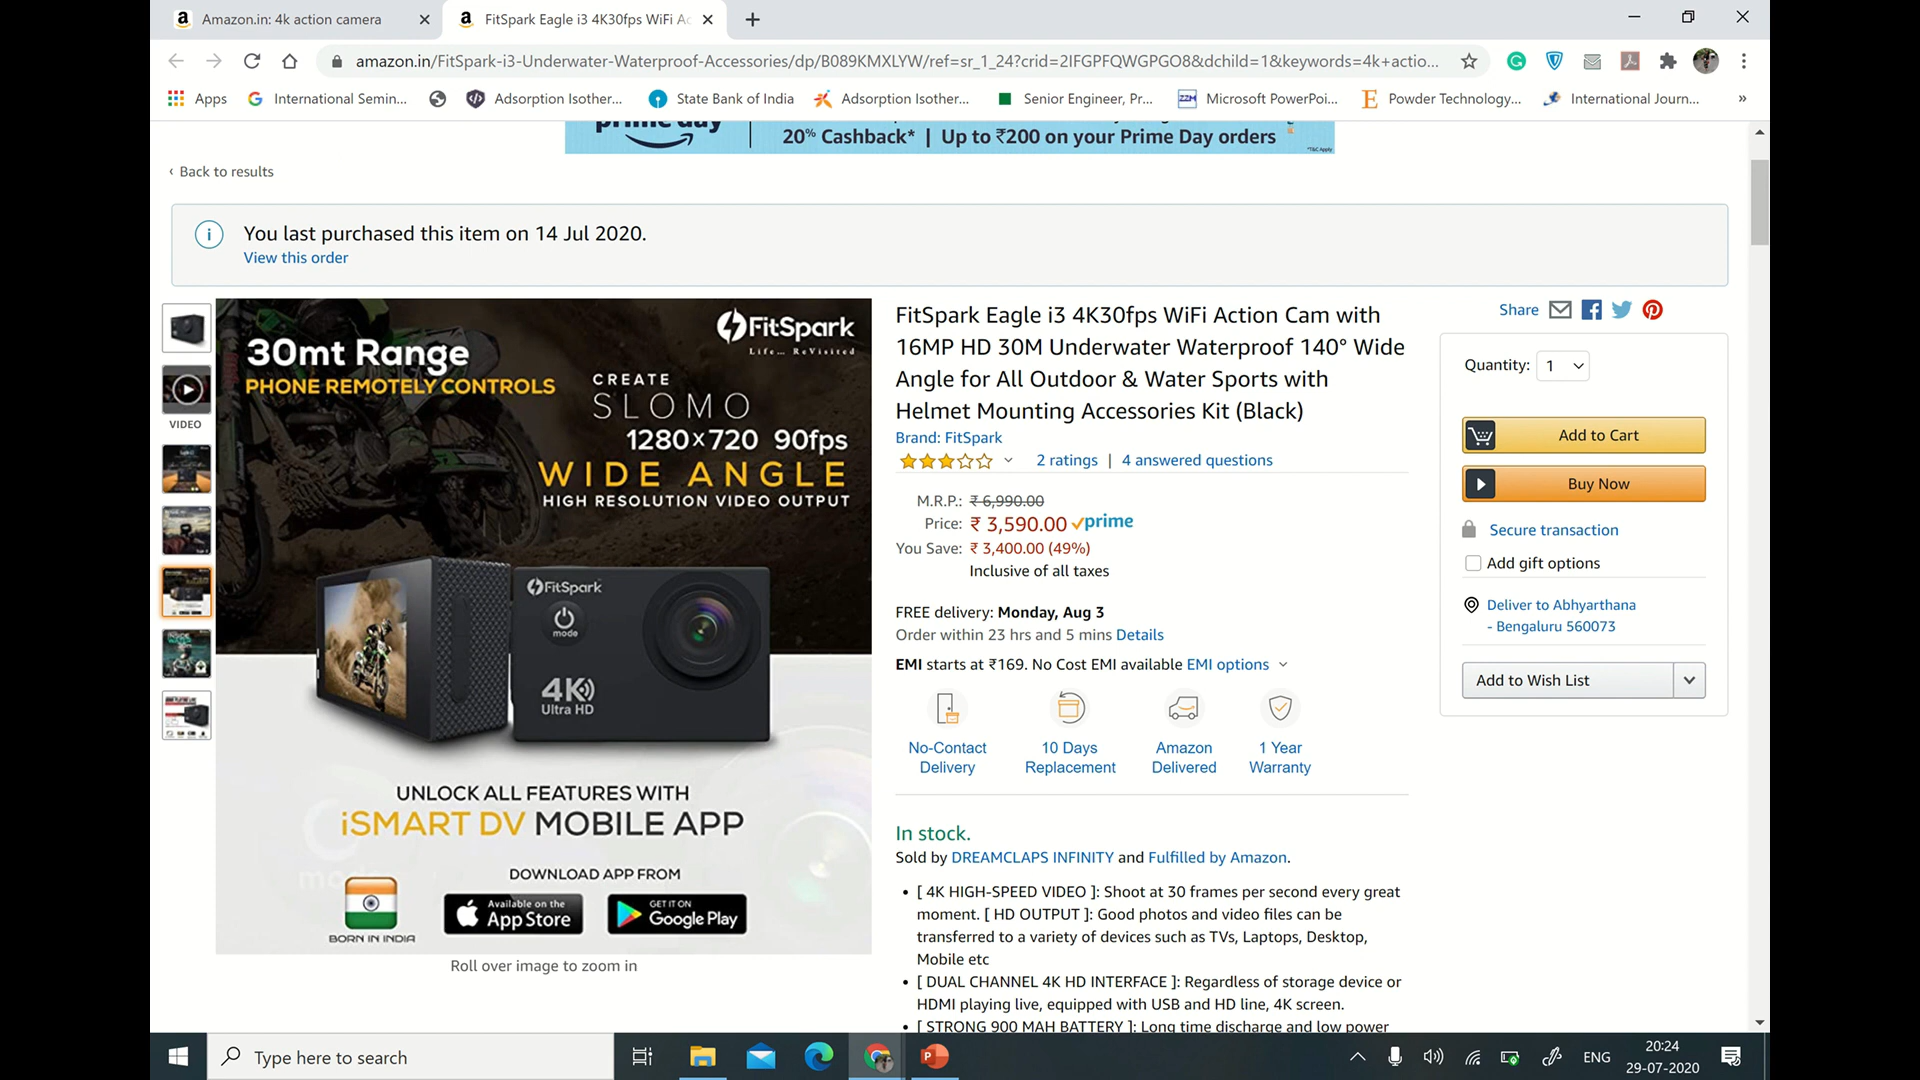 Amazon.in: 4k action camera
FitSpark Eagle i3 4K30fps WiFi Ac
amazon.in/FitSpark-i3-Underwater-Waterproof-Accessories/dp/B089KMXLYW/ref=sr_1_24?crid=2IFGPFQWGPGO8&dchild=1&keywords=4k+actio...
Apps
International Semin...
Adsorption Isother...
State Bank of India
Adsorption Isother...
Senior Engineer, Pr...
Microsoft PowerPoi...
Powder Technology...
International Journ...
»
prime day
20% Cashback* | Up to ₹200 on your Prime Day orders
*T&C Apply
‹ Back to results
You last purchased this item on 14 Jul 2020.
View this order
VIDEO
FitSpark
Life... ReVisited
30mt Range
PHONE REMOTELY CONTROLS
CREATE
SLOMO
1280×720 90fps
WIDE ANGLE
HIGH RESOLUTION VIDEO OUTPUT
FitSpark
mode
4K
Ultra HD
UNLOCK ALL FEATURES WITH
iSMART DV MOBILE APP
DOWNLOAD APP FROM
BORN IN INDIA
Available on the
App Store
GET IT ON
Google Play
Roll over image to zoom in
FitSpark Eagle i3 4K30fps WiFi Action Cam with
16MP HD 30M Underwater Waterproof 140° Wide
Angle for All Outdoor & Water Sports with
Helmet Mounting Accessories Kit (Black)
Brand: FitSpark
2 ratings | 4 answered questions
M.R.P.: ₹ 6,990.00
Price: ₹ 3,590.00 prime
You Save: ₹ 3,400.00 (49%)
Inclusive of all taxes
FREE delivery: Monday, Aug 3
Order within 23 hrs and 5 mins Details
EMI starts at ₹169. No Cost EMI available EMI options
No-Contact
Delivery
10 Days
Replacement
Amazon
Delivered
1 Year
Warranty
In stock.
Sold by DREAMCLAPS INFINITY and Fulfilled by Amazon.
• [ 4K HIGH-SPEED VIDEO ]: Shoot at 30 frames per second every great
moment. [ HD OUTPUT ]: Good photos and video files can be
transferred to a variety of devices such as TVs, Laptops, Desktop,
Mobile etc
• [ DUAL CHANNEL 4K HD INTERFACE ]: Regardless of storage device or
HDMI playing live, equipped with USB and HD line, 4K screen.
• [ STRONG 900 MAH BATTERY ]: Long time discharge and low power
Share
Quantity: 1
Add to Cart
Buy Now
Secure transaction
Add gift options
Deliver to Abhyarthana
- Bengaluru 560073
Add to Wish List
Type here to search
ENG
20:24
29-07-2020